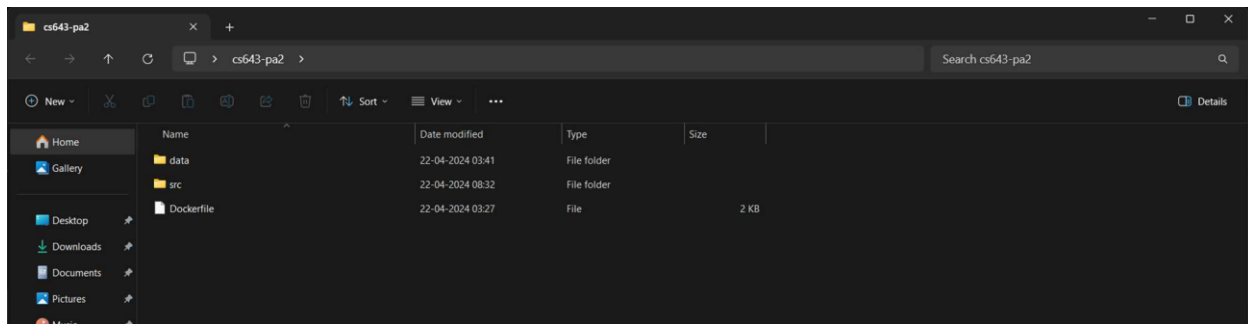 cs643-pa2
cs643-pa2
Search cs643-pa2
New
Sort
View
Details
Name Date modified Type Size
Home
Gallery
data 22-04-2024 03:41 File folder
src 22-04-2024 08:32 File folder
Dockerfile 22-04-2024 03:27 File 2 KB
Desktop
Downloads
Documents
Pictures
Music